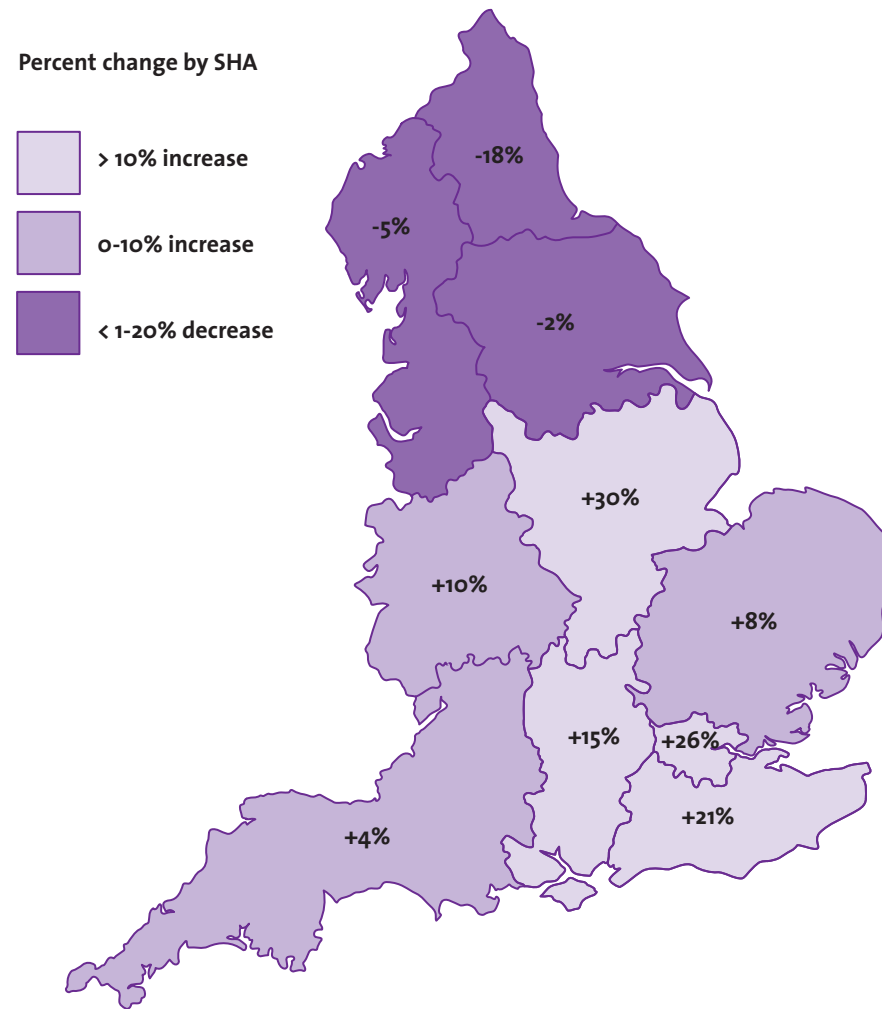 Percent change by SHA
> 10% increase
0-10% increase
< 1-20% decrease
-18%
-5%
-2%
+30%
+10%
+8%
+15%
+26%
+21%
+4%